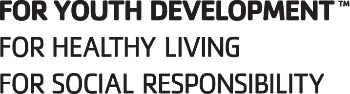 FOR YOUTH DEVELOPMENT™
FOR HEALTHY LIVING
FOR SOCIAL RESPONSIBILITY